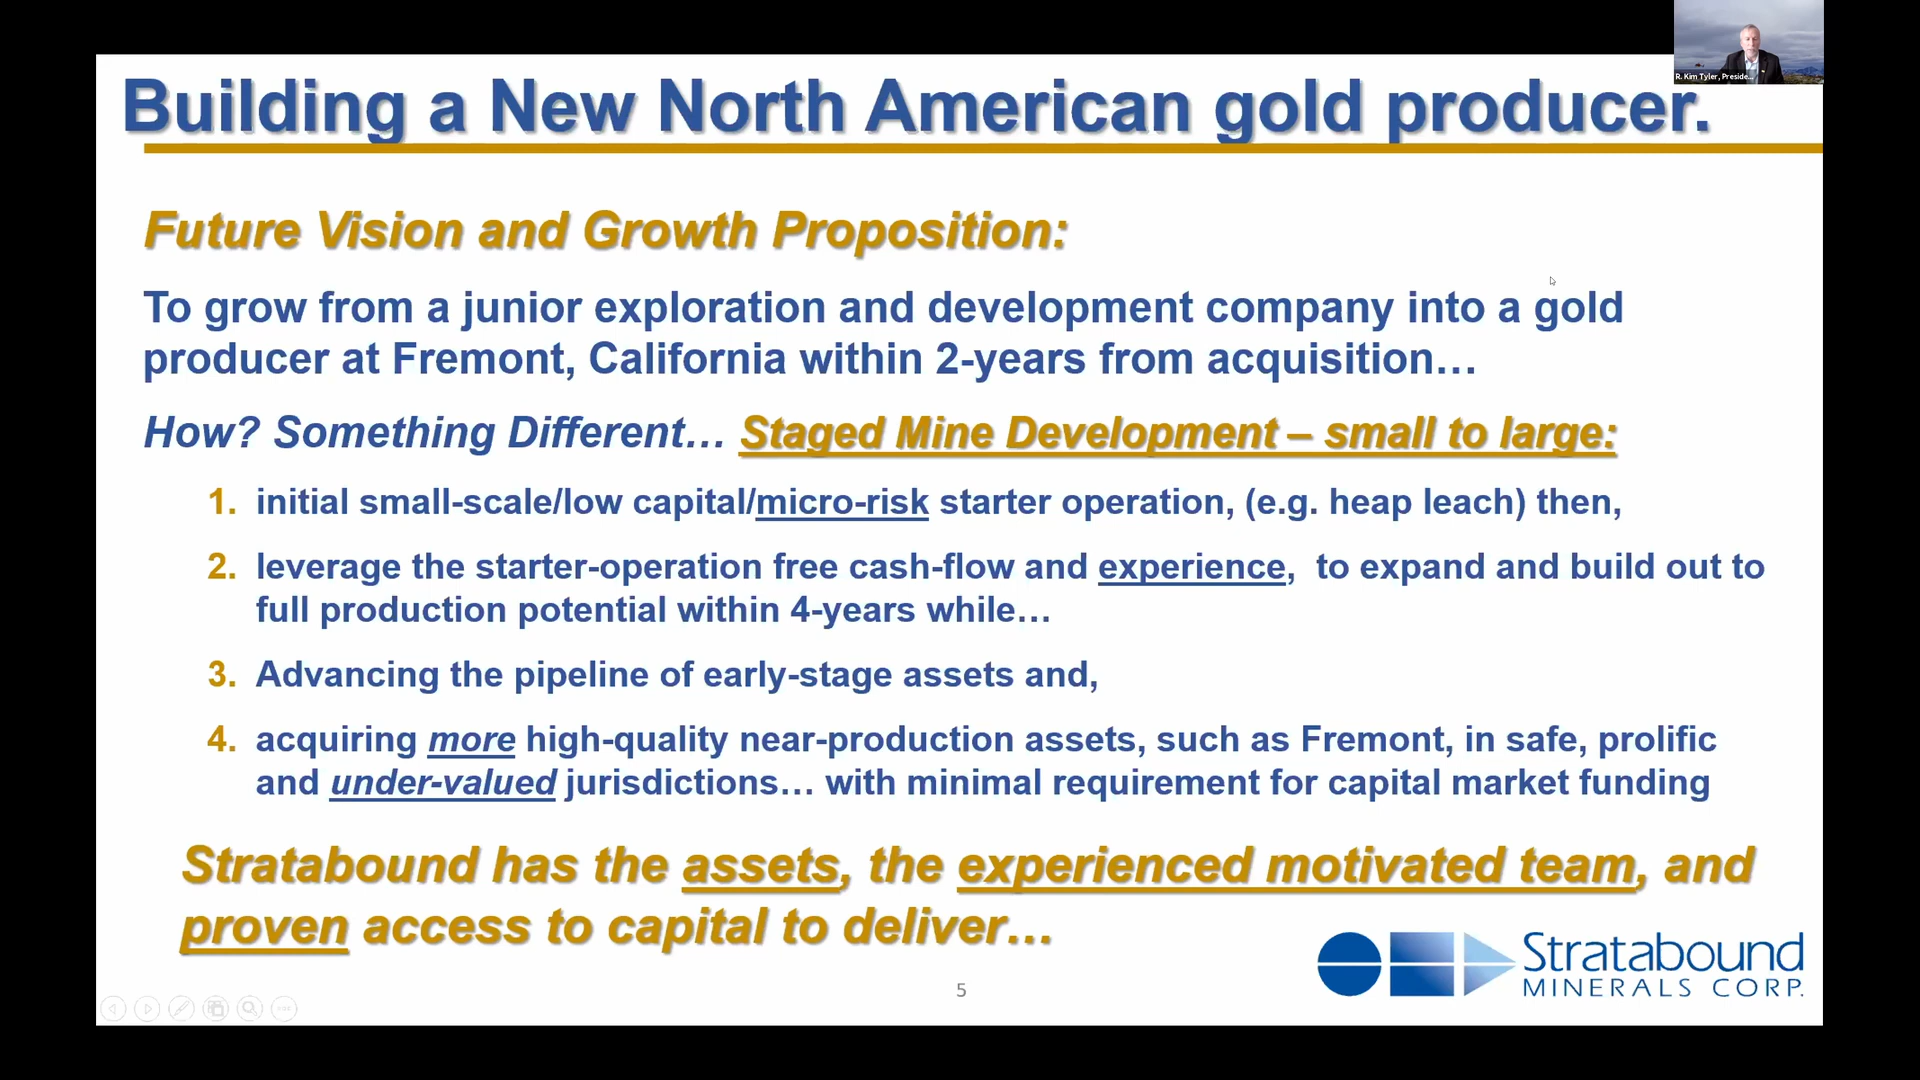 R. Kim Tyler, Preside...
Building a New North American gold producer.
Future Vision and Growth Proposition:
To grow from a junior exploration and development company into a gold
producer at Fremont, California within 2-years from acquisition…
How? Something Different… Staged Mine Development – small to large:
1. initial small-scale/low capital/micro-risk starter operation, (e.g. heap leach) then,
2. leverage the starter-operation free cash-flow and experience, to expand and build out to
full production potential within 4-years while…
3. Advancing the pipeline of early-stage assets and,
4. acquiring more high-quality near-production assets, such as Fremont, in safe, prolific
and under-valued jurisdictions… with minimal requirement for capital market funding
Stratabound has the assets, the experienced motivated team, and
proven access to capital to deliver…
Stratabound
MINERALS CORP.
5